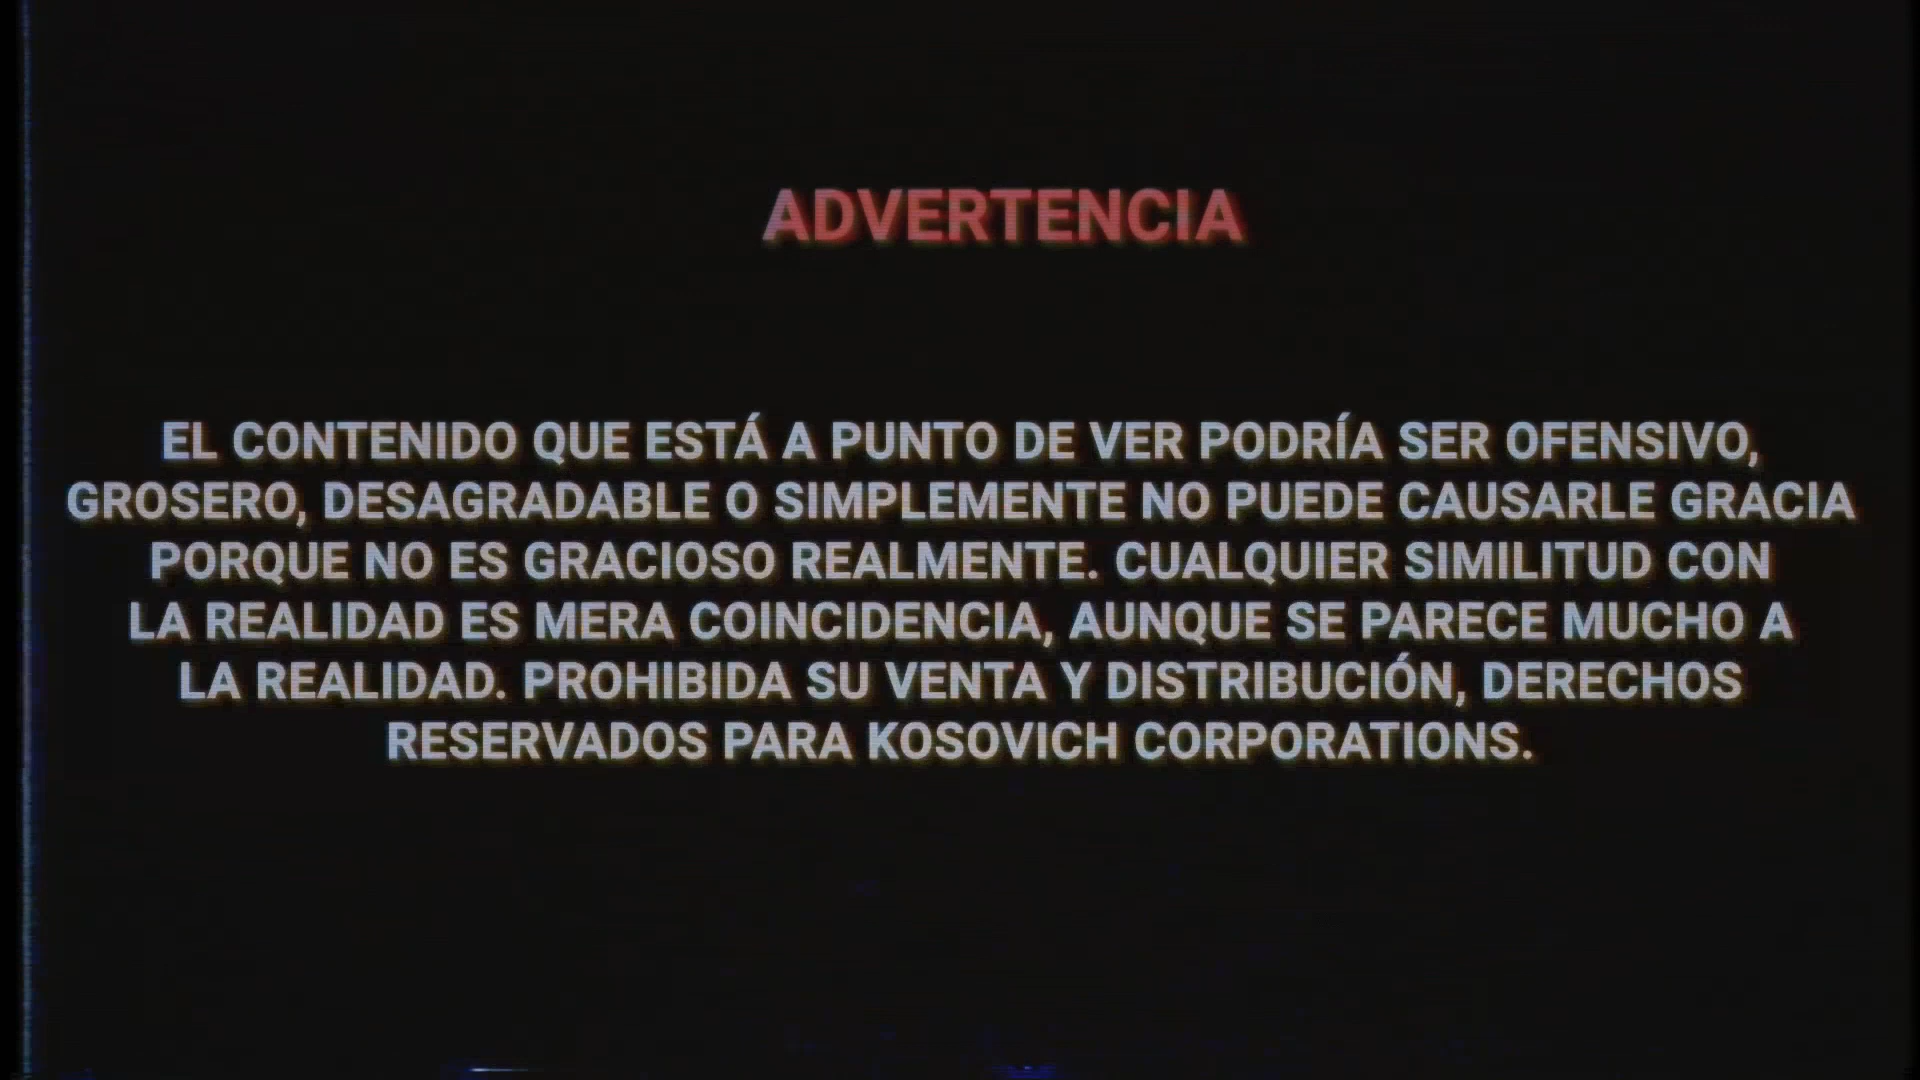 ADVERTENCIA
EL CONTENIDO QUE ESTÁ A PUNTO DE VER PODRÍA SER OFENSIVO,
GROSERO, DESAGRADABLE O SIMPLEMENTE NO PUEDE CAUSARLE GRACIA
PORQUE NO ES GRACIOSO REALMENTE. CUALQUIER SIMILITUD CON
LA REALIDAD ES MERA COINCIDENCIA, AUNQUE SE PARECE MUCHO A
LA REALIDAD. PROHIBIDA SU VENTA Y DISTRIBUCIÓN, DERECHOS
RESERVADOS PARA KOSOVICH CORPORATIONS.